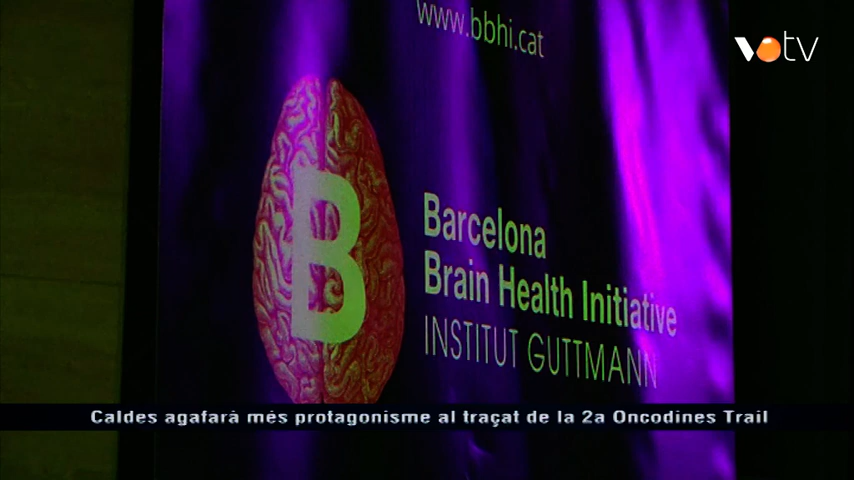 www.bbhi.cat
votv
B
Barcelona
Brain Health Initiative
INSTITUT GUTTMANN
Caldes agafarà més protagonisme al traçat de la 2a Oncodines Trail